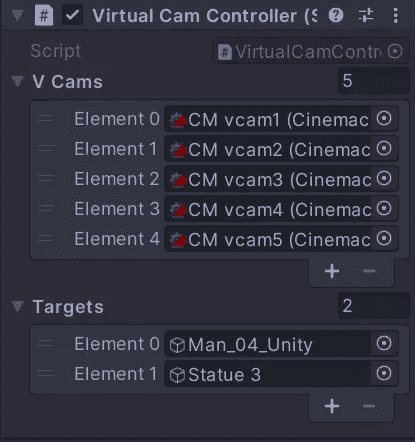 # Virtual Cam Controller (S
Script # VirtualCamContr
V Cams 5
Element 0 CM vcam1 (Cinemac
Element 1 CM vcam2 (Cinemac
Element 2 CM vcam3 (Cinemac
Element 3 CM vcam4 (Cinemac
Element 4 CM vcam5 (Cinemac
+ −
Targets 2
Element 0 Man_04_Unity
Element 1 Statue 3
+ −